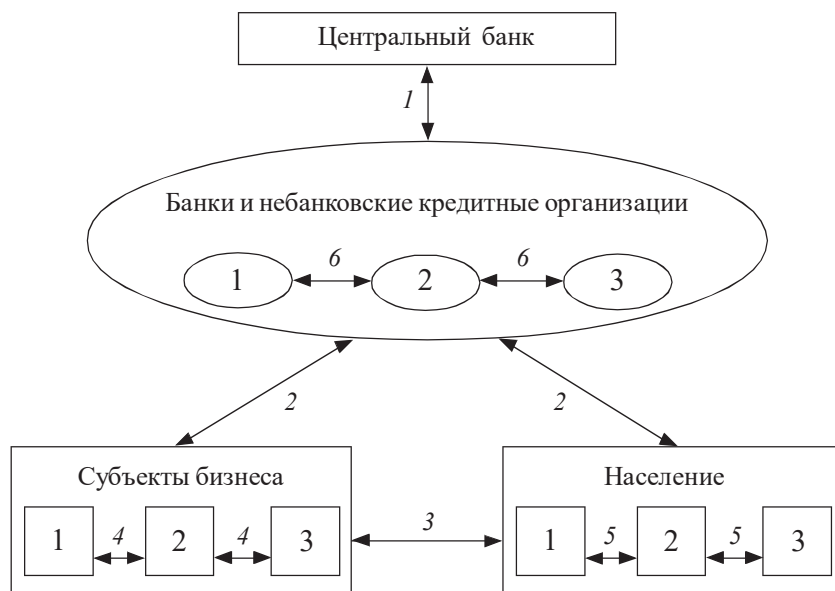 Центральный банк
1
Банки и небанковские кредитные организации
6 6
1 2 3
2 2
Субъекты бизнеса
Население
3
4 4
5 5
1 2 3
1 2 3